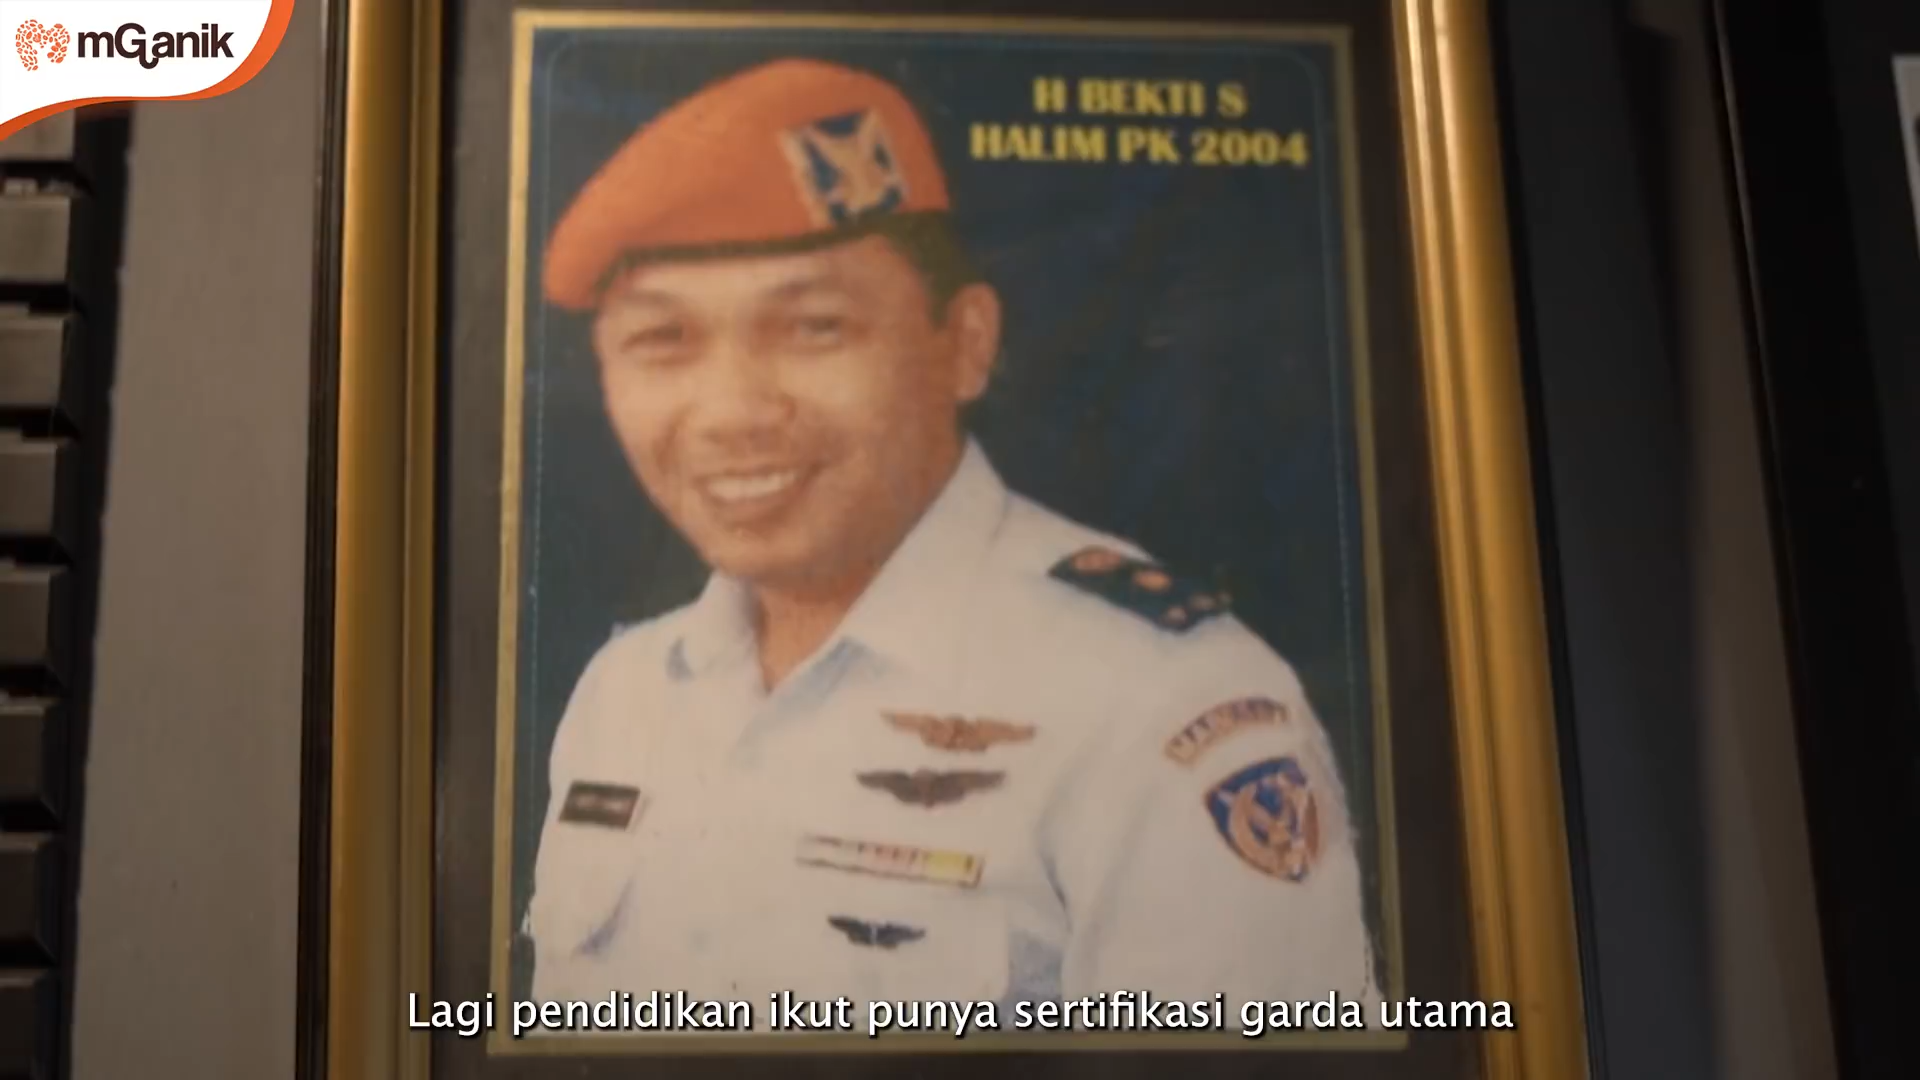 mGanik
H BEKTI S
HALIM PK 2004
Lagi pendidikan ikut punya sertifikasi garda utama